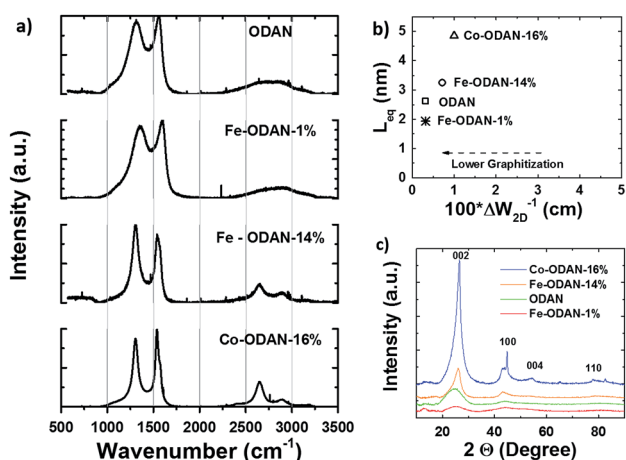 a)
ODAN
Fe-ODAN-1%
Fe - ODAN-14%
Co-ODAN-16%
Intensity (a.u.)
500 1000 1500 2000 2500 3000 3500
Wavenumber (cm⁻¹)
b)
6
5
4
3
2
1
0
L_eq (nm)
Co-ODAN-16%
Fe-ODAN-14%
ODAN
Fe-ODAN-1%
Lower Graphitization
0 1 2 3 4 5
100*ΔW_2D⁻¹ (cm)
c)
Intensity (a.u.)
002
Co-ODAN-16%
Fe-ODAN-14%
ODAN
Fe-ODAN-1%
100
004
110
20 40 60 80
2 Θ (Degree)